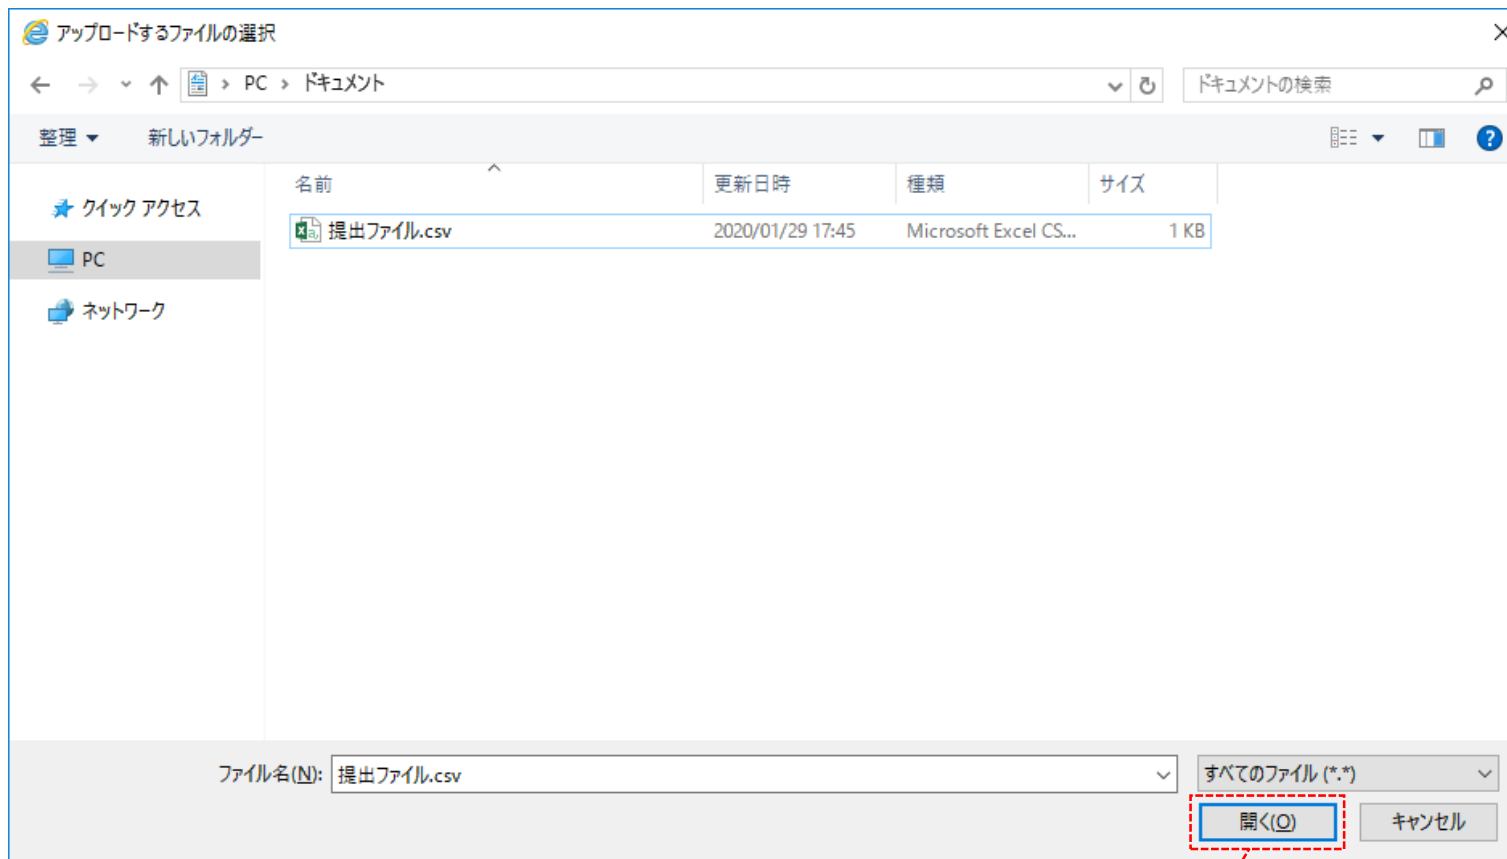 アップロードするファイルの選択
PC > ドキュメント
ドキュメントの検索
整理
新しいフォルダー
名前 更新日時 種類 サイズ
クイック アクセス
提出ファイル.csv 2020/01/29 17:45 Microsoft Excel CS... 1 KB
PC
ネットワーク
ファイル名(N): 提出ファイル.csv すべてのファイル (*.*)
開く(O) キャンセル